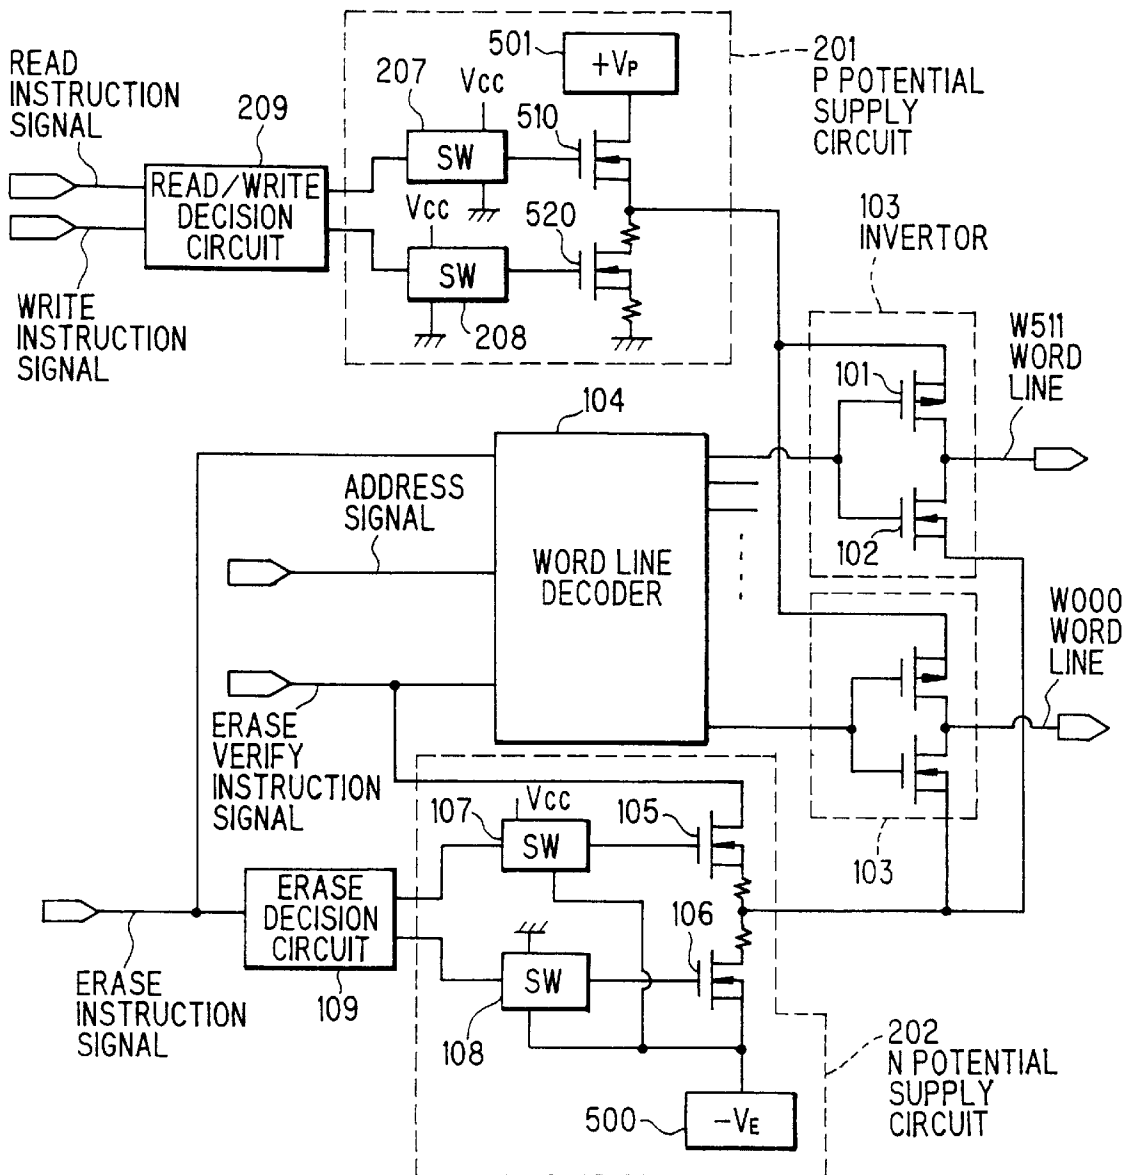 READ
INSTRUCTION
SIGNAL
209
READ/WRITE
DECISION
CIRCUIT
WRITE
INSTRUCTION
SIGNAL
207
Vcc
SW
Vcc
SW
208
501
+VP
510
520
201
P POTENTIAL
SUPPLY
CIRCUIT
103
INVERTOR
101
102
W511
WORD
LINE
104
WORD LINE
DECODER
ADDRESS
SIGNAL
ERASE
VERIFY
INSTRUCTION
SIGNAL
W000
WORD
LINE
103
107
Vcc
SW
105
106
SW
108
ERASE
DECISION
CIRCUIT
109
ERASE
INSTRUCTION
SIGNAL
500
-VE
202
N POTENTIAL
SUPPLY
CIRCUIT